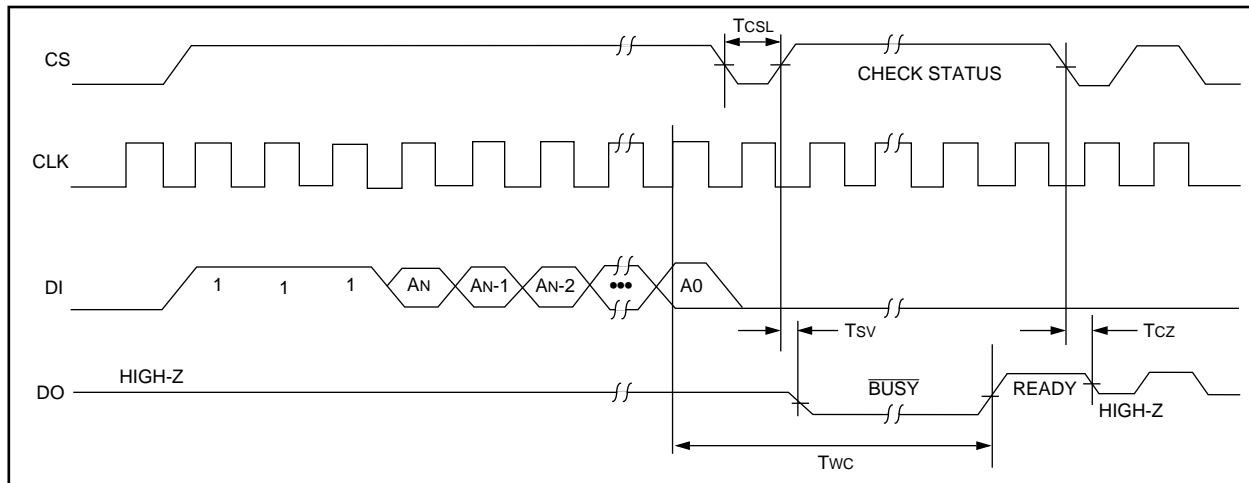 TCSL
CS
CHECK STATUS
CLK
DI
1 1 1 AN AN-1 AN-2 ••• A0
TSV
TCZ
DO
HIGH-Z
BUSY
READY
HIGH-Z
TWC